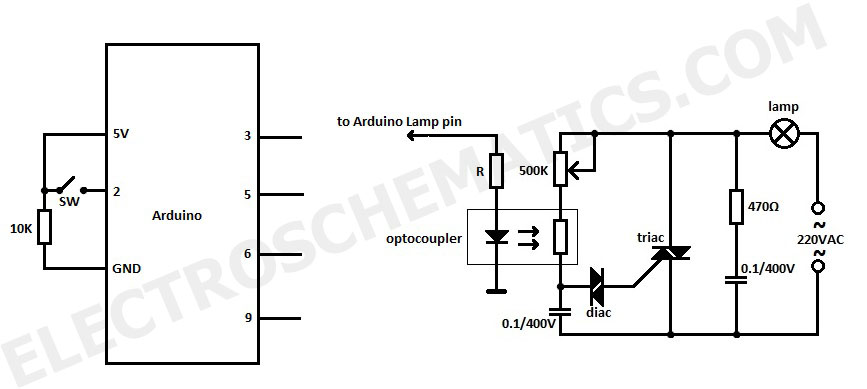 ELECTROSCHEMATICS.COM
5V
2
SW
10K
GND
Arduino
3
5
6
9
to Arduino Lamp pin
R
500K
optocoupler
0.1/400V
diac
triac
lamp
470Ω
0.1/400V
~
220VAC
~